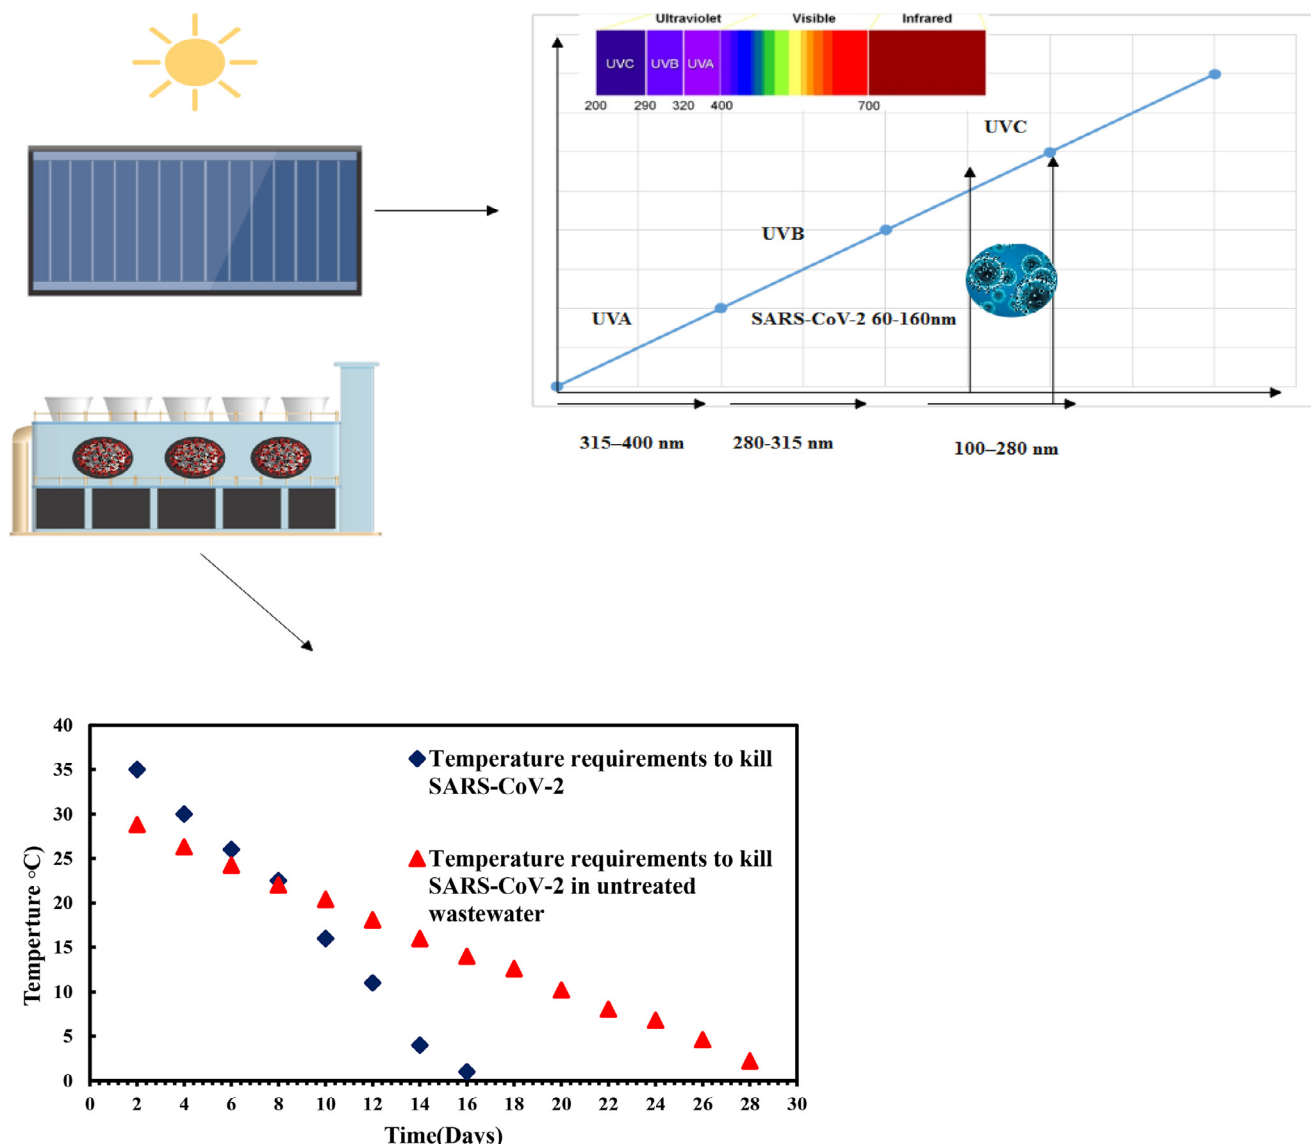 Ultraviolet Visible Infrared
UVC UVB UVA
200 290 320 400 700
UVC
UVB
UVA
SARS-CoV-2 60-160nm
315–400 nm 280-315 nm 100–280 nm
40
35
30
25
20
15
10
5
0
Temperture ∘C)
Temperature requirements to kill
SARS-CoV-2
Temperature requirements to kill
SARS-CoV-2 in untreated
wastewater
0 2 4 6 8 10 12 14 16 18 20 22 24 26 28 30
Time(Days)